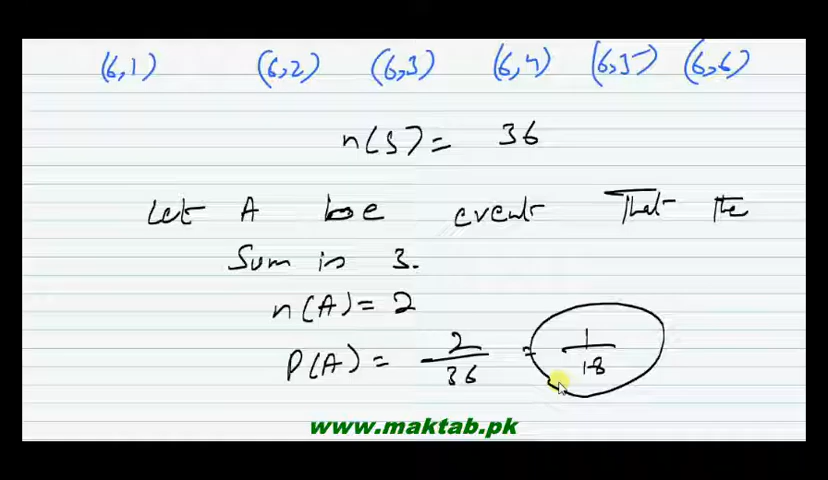 (6,1) (6,2) (6,3) (6,4) (6,5) (6,6)
n(S) = 36
Let A be event That the
Sum is 3.
n(A) = 2
P(A) = 2/36 = 1/18
www.maktab.pk